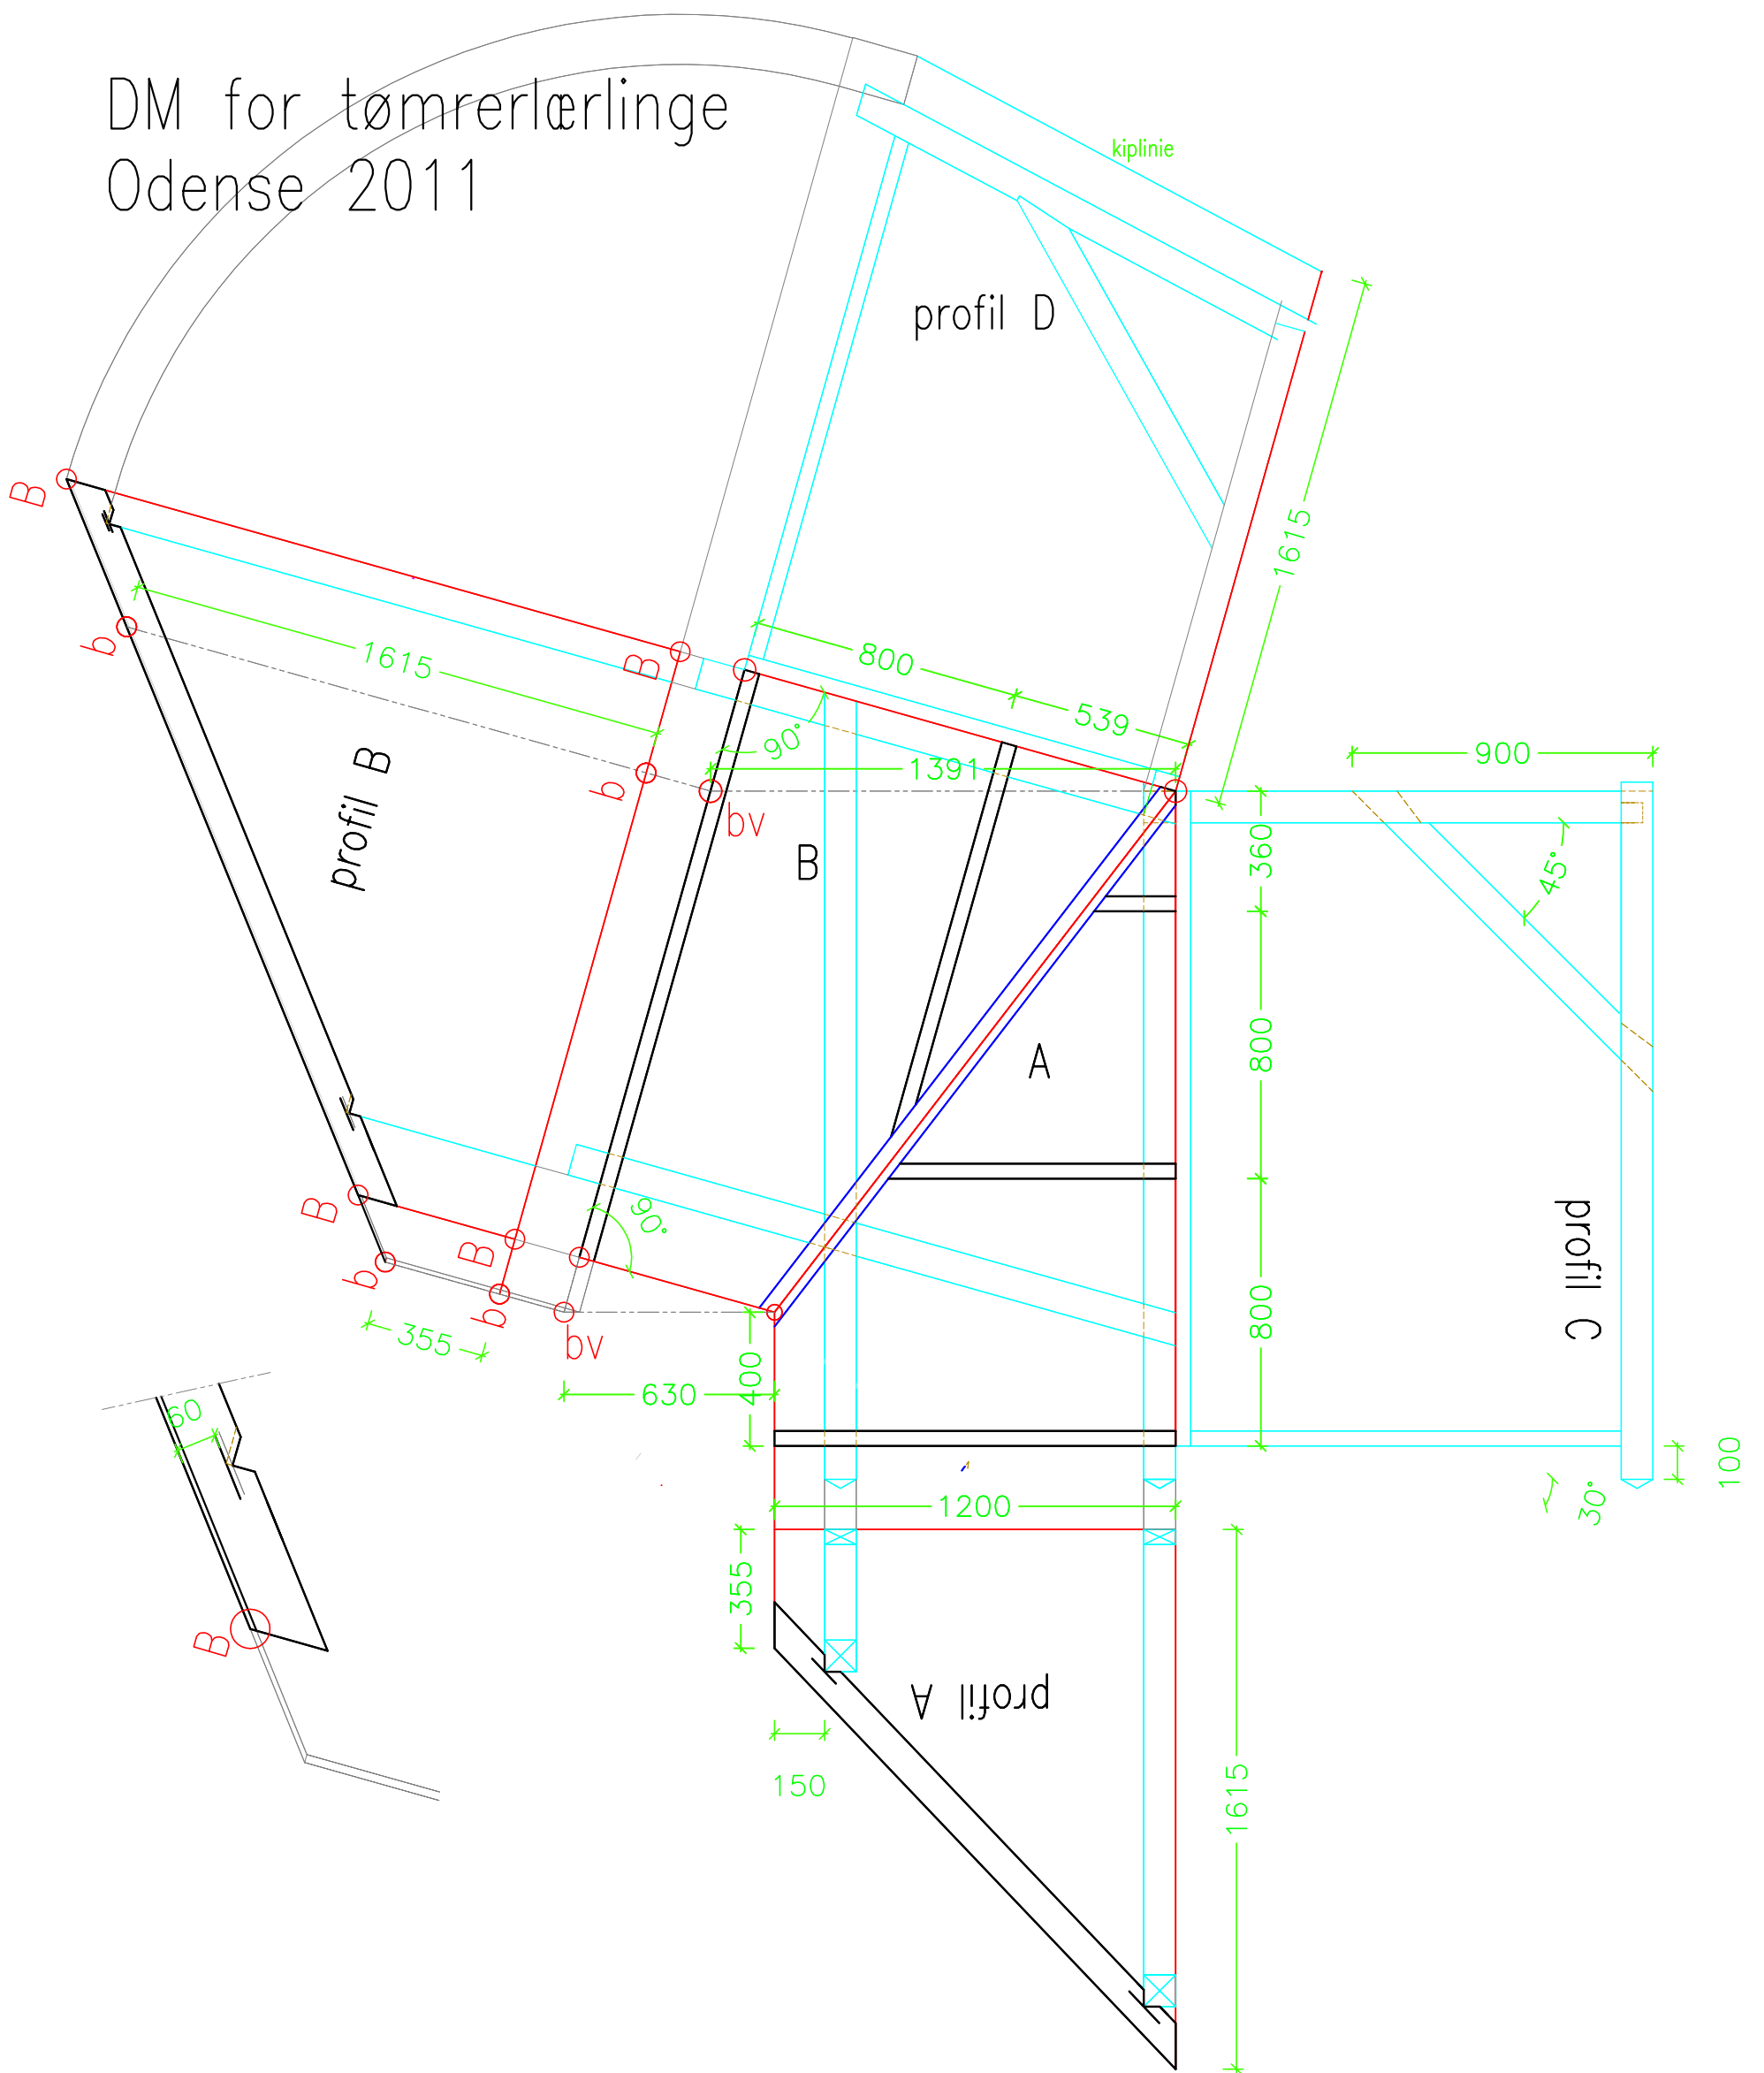 DM for tømrerlærlinge
Odense 2011
kiplinie
profil D
1615
B
b
1615
B
800
539
90°
1391
900
b
bv
profil B
B
360
45°
A
800
B
90°
profil C
B
b
b
bv
800
355
630
400
60
1200
100
30°
355
B
profil A
150
1615